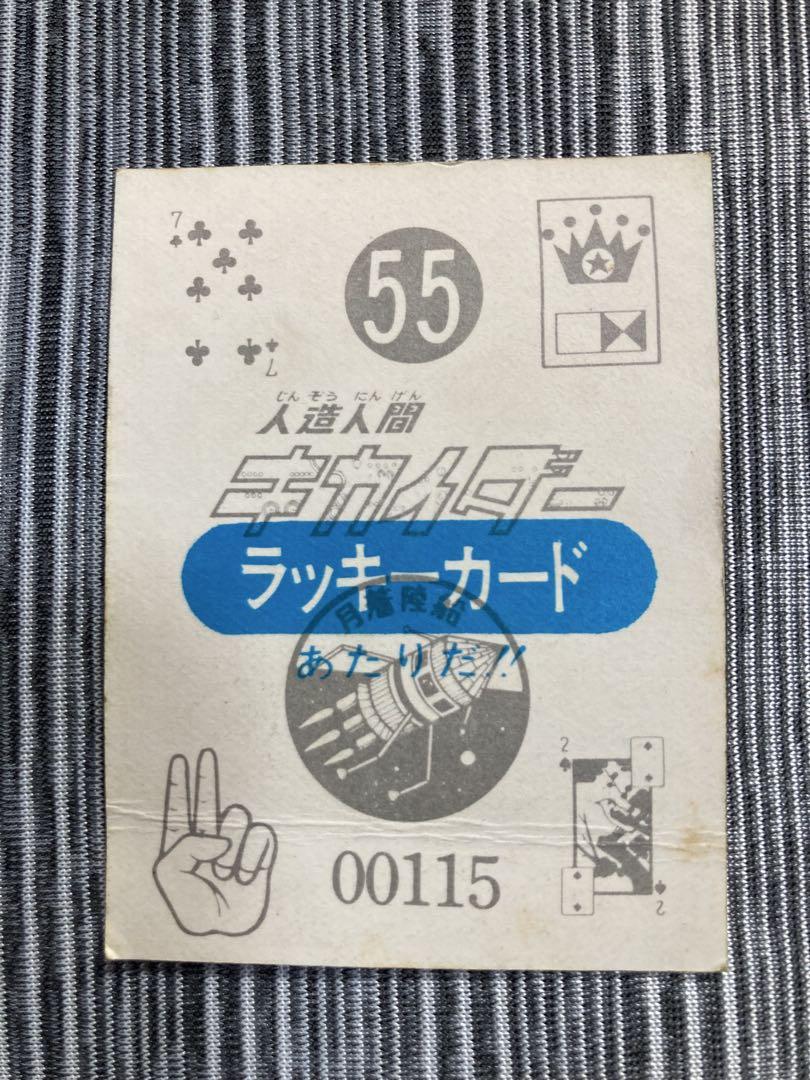 7
55
7
じんぞうにんげん
人造人間
キカイダー
ラッキーカード
月着陸船
あたりだ!!
2
00115
2